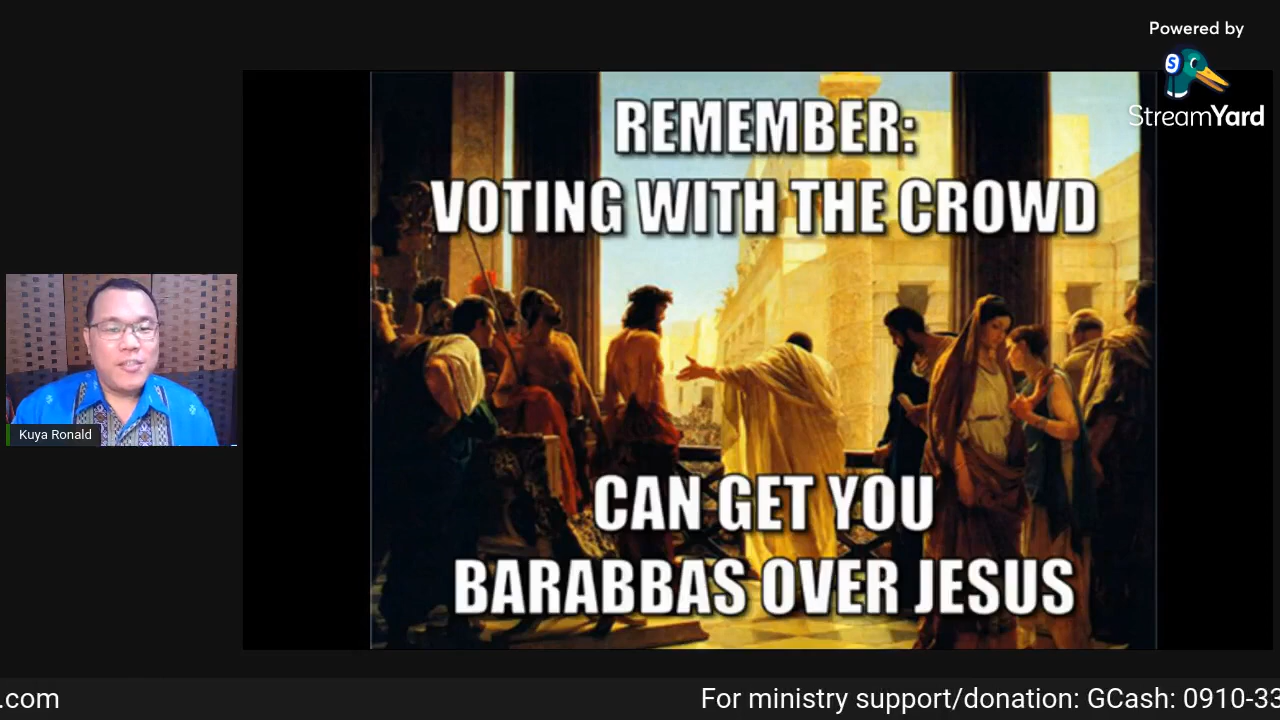 Powered by
S
StreamYard
REMEMBER:
VOTING WITH THE CROWD
CAN GET YOU
BARABBAS OVER JESUS
Kuya Ronald
.com
For ministry support/donation: GCash: 0910-33